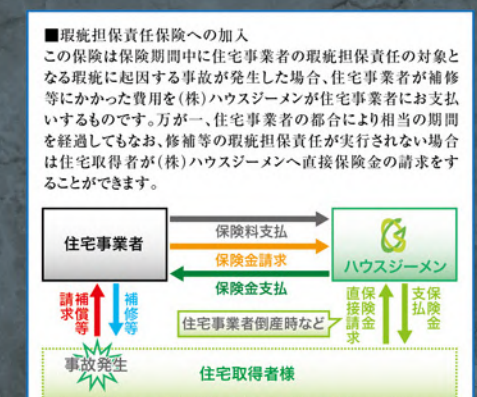 ■瑕疵担保責任保険への加入
この保険は保険期間中に住宅事業者の瑕疵担保責任の対象と
なる瑕疵に起因する事故が発生した場合、住宅事業者が補修
等にかかった費用を(株)ハウスジーメンが住宅事業者にお支払
いするものです。万が一、住宅事業者の都合により相当の期間
を経過してもなお、修補等の瑕疵担保責任が実行されない場合
は住宅取得者が(株)ハウスジーメンへ直接保険金の請求をす
ることができます。
住宅事業者
保険料支払
保険金請求
保険金支払
ハウスジーメン
補償等
請求
補修等
住宅事業者倒産時など
保険金
直接請求
保険金
支払
事故発生
住宅取得者様